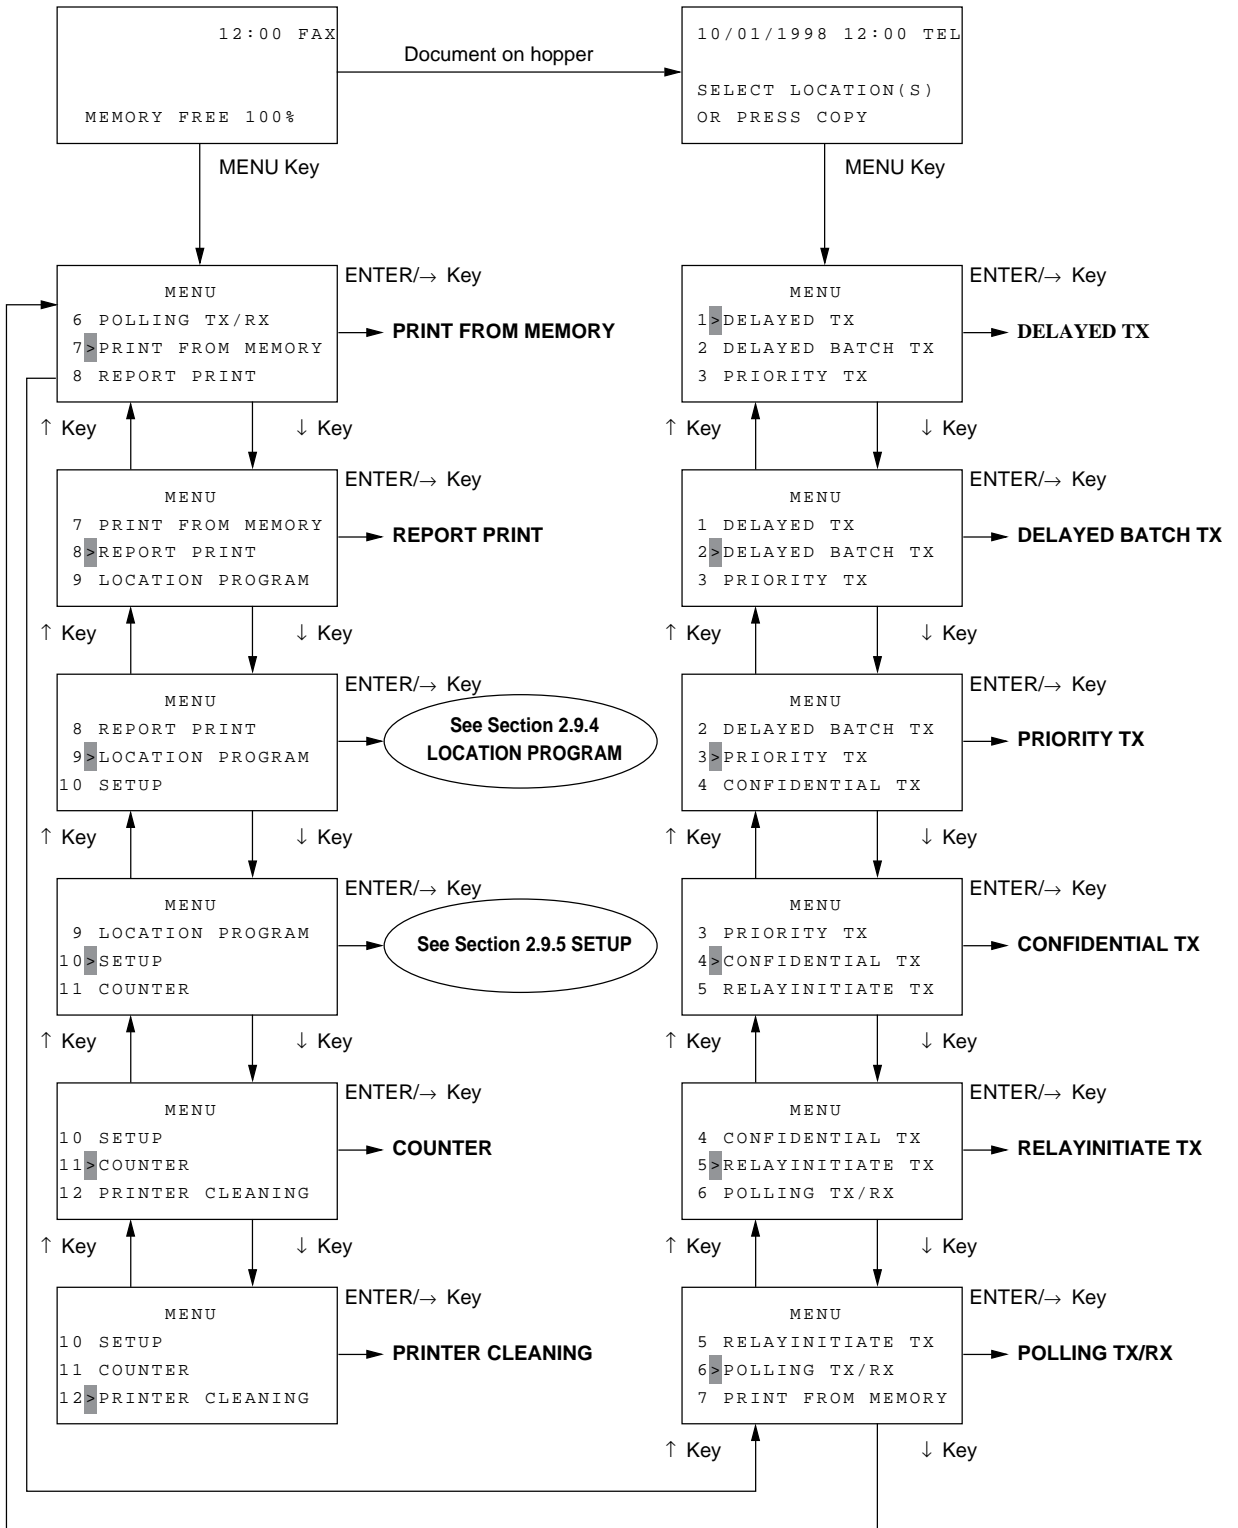 12:00 FAX
MEMORY FREE 100%
Document on hopper
10/01/1998 12:00 TEL
SELECT LOCATION(S)
OR PRESS COPY
MENU Key
MENU Key
MENU
6 POLLING TX/RX
7>PRINT FROM MEMORY
8 REPORT PRINT
ENTER/→ Key
PRINT FROM MEMORY
↑ Key
↓ Key
MENU
7 PRINT FROM MEMORY
8>REPORT PRINT
9 LOCATION PROGRAM
ENTER/→ Key
REPORT PRINT
↑ Key
↓ Key
MENU
8 REPORT PRINT
9>LOCATION PROGRAM
10 SETUP
ENTER/→ Key
See Section 2.9.4
LOCATION PROGRAM
↑ Key
↓ Key
MENU
9 LOCATION PROGRAM
10>SETUP
11 COUNTER
ENTER/→ Key
See Section 2.9.5 SETUP
↑ Key
↓ Key
MENU
10 SETUP
11>COUNTER
12 PRINTER CLEANING
ENTER/→ Key
COUNTER
↑ Key
↓ Key
MENU
10 SETUP
11 COUNTER
12>PRINTER CLEANING
ENTER/→ Key
PRINTER CLEANING
MENU
1>DELAYED TX
2 DELAYED BATCH TX
3 PRIORITY TX
ENTER/→ Key
DELAYED TX
↑ Key
↓ Key
MENU
1 DELAYED TX
2>DELAYED BATCH TX
3 PRIORITY TX
ENTER/→ Key
DELAYED BATCH TX
↑ Key
↓ Key
MENU
2 DELAYED BATCH TX
3>PRIORITY TX
4 CONFIDENTIAL TX
ENTER/→ Key
PRIORITY TX
↑ Key
↓ Key
MENU
3 PRIORITY TX
4>CONFIDENTIAL TX
5 RELAYINITIATE TX
ENTER/→ Key
CONFIDENTIAL TX
↑ Key
↓ Key
MENU
4 CONFIDENTIAL TX
5>RELAYINITIATE TX
6 POLLING TX/RX
ENTER/→ Key
RELAYINITIATE TX
↑ Key
↓ Key
MENU
5 RELAYINITIATE TX
6>POLLING TX/RX
7 PRINT FROM MEMORY
ENTER/→ Key
POLLING TX/RX
↑ Key
↓ Key